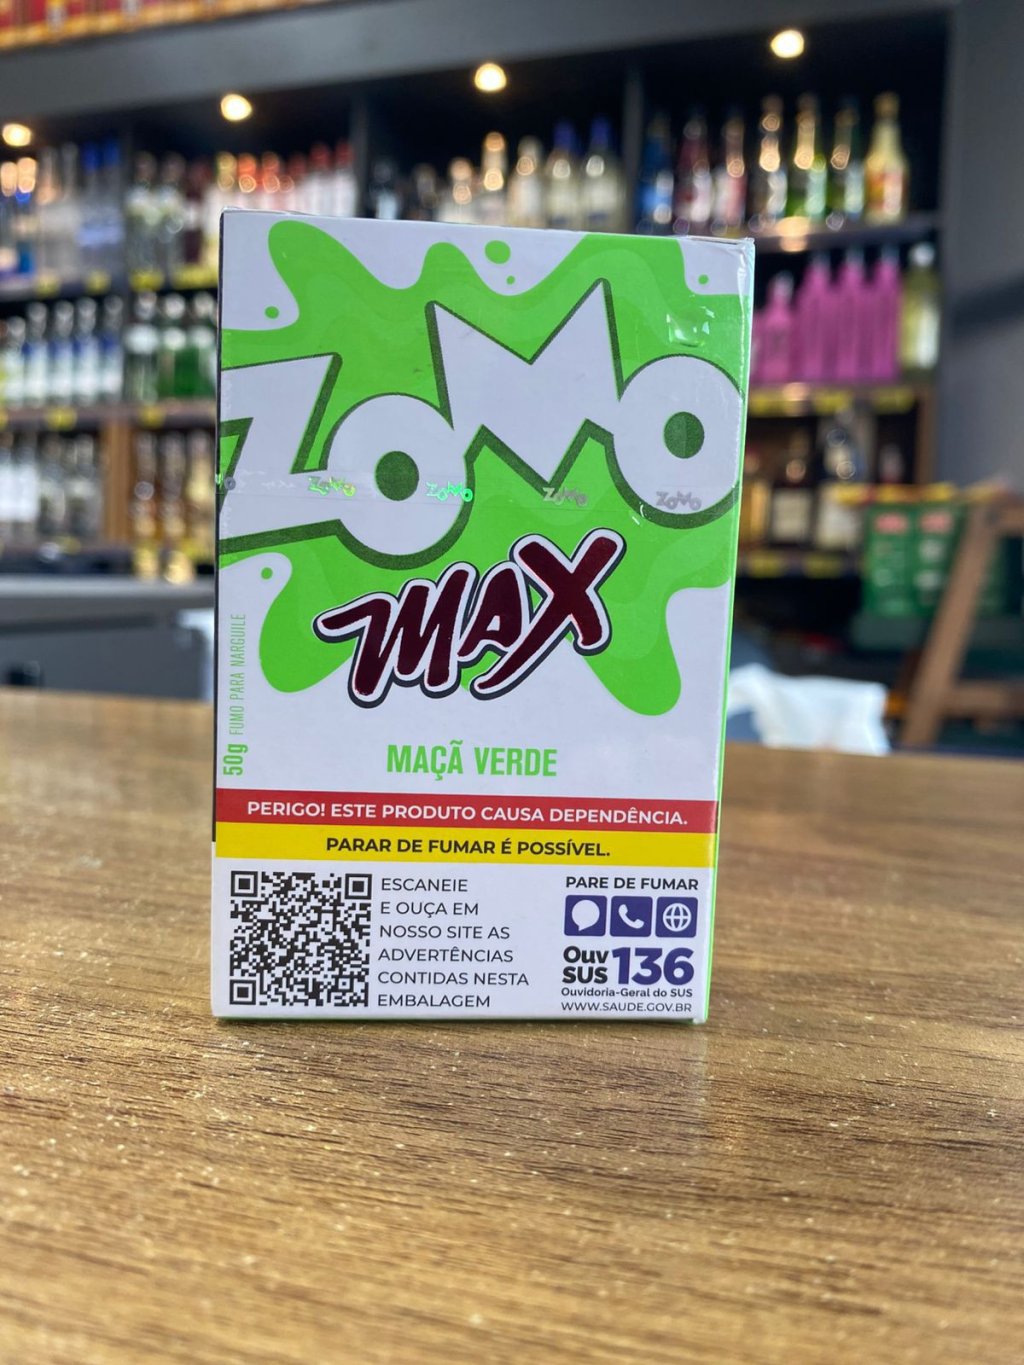 ZOMO
ZOMO ZOMO ZOMO ZOMO
MAX
50g FUMO PARA NARGUILE
MAÇÃ VERDE
PERIGO! ESTE PRODUTO CAUSA DEPENDÊNCIA.
PARAR DE FUMAR É POSSÍVEL.
ESCANEIE
E OUÇA EM
NOSSO SITE AS
ADVERTÊNCIAS
CONTIDAS NESTA
EMBALAGEM
PARE DE FUMAR
Ouv
SUS 136
Ouvidoria-Geral do SUS
WWW.SAUDE.GOV.BR